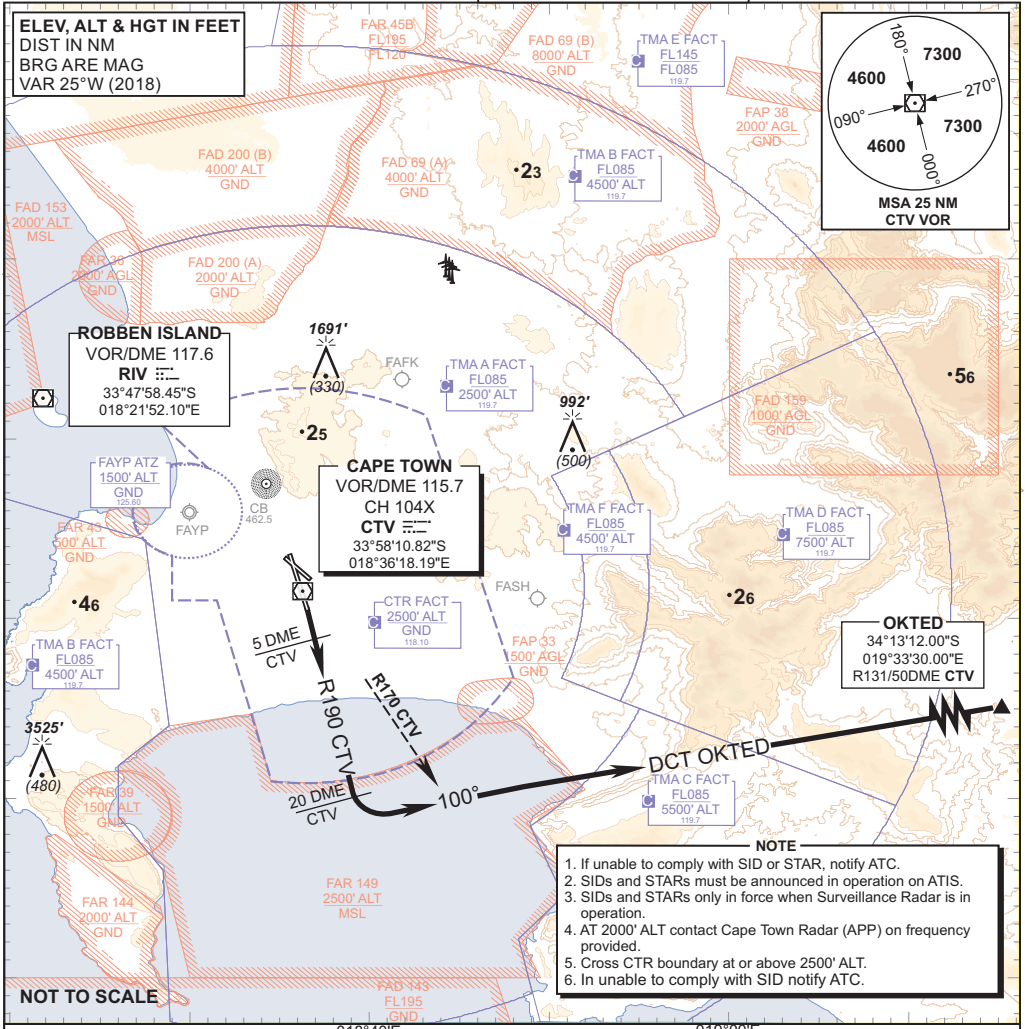 ELEV, ALT & HGT IN FEET
DIST IN NM
BRG ARE MAG
VAR 25°W (2018)
FAR 45B
FL195
FL120
FAD 69 (B)
8000' ALT
GND
TMA E FACT
C
FL145
FL085
119.7
FAP 38
2000' AGL
GND
180°
7300
4600
270°
090°
7300
4600
000°
MSA 25 NM
CTV VOR
FAD 200 (B)
4000' ALT
GND
FAD 69 (A)
4000' ALT
GND
23
TMA B FACT
C
FL085
4500' ALT
119.7
FAD 153
2000' ALT
MSL
GND
FAD 200 (A)
2000' ALT
GND
ROBBEN ISLAND
VOR/DME 117.6
RIV
33°47'58.45"S
018°21'52.10"E
1691'
(330)
FAFK
TMA A FACT
C
FL085
2500' ALT
119.7
56
FAD 159
1000' AGL
GND
992'
(500)
25
FAYP ATZ
1500' ALT
GND
125.60
FAYP
CB
462.5
CAPE TOWN
VOR/DME 115.7
CH 104X
CTV
33°58'10.82"S
018°36'18.19"E
FAR 43
500' ALT
GND
TMA F FACT
C
FL085
4500' ALT
119.7
TMA D FACT
C
FL085
7500' ALT
119.7
FASH
46
26
CTR FACT
C
2500' ALT
GND
118.10
5 DME
CTV
FAP 33
500' AGL
GND
OKTED
34°13'12.00"S
019°33'30.00"E
R131/50DME CTV
TMA B FACT
C
FL085
4500' ALT
119.7
R190 CTV
R170 CTV
3525'
(480)
FAR 39
1500' ALT
GND
20 DME
CTV
100°
DCT OKTED
TMA C FACT
C
FL085
5500' ALT
119.7
FAR 149
2500' ALT
MSL
FAR 144
2000' ALT
GND
NOTE
1. If unable to comply with SID or STAR, notify ATC.
2. SIDs and STARs must be announced in operation on ATIS.
3. SIDs and STARs only in force when Surveillance Radar is in
operation.
4. AT 2000' ALT contact Cape Town Radar (APP) on frequency
provided.
5. Cross CTR boundary at or above 2500' ALT.
6. In unable to comply with SID notify ATC.
NOT TO SCALE
FAR 143
FL195
GND